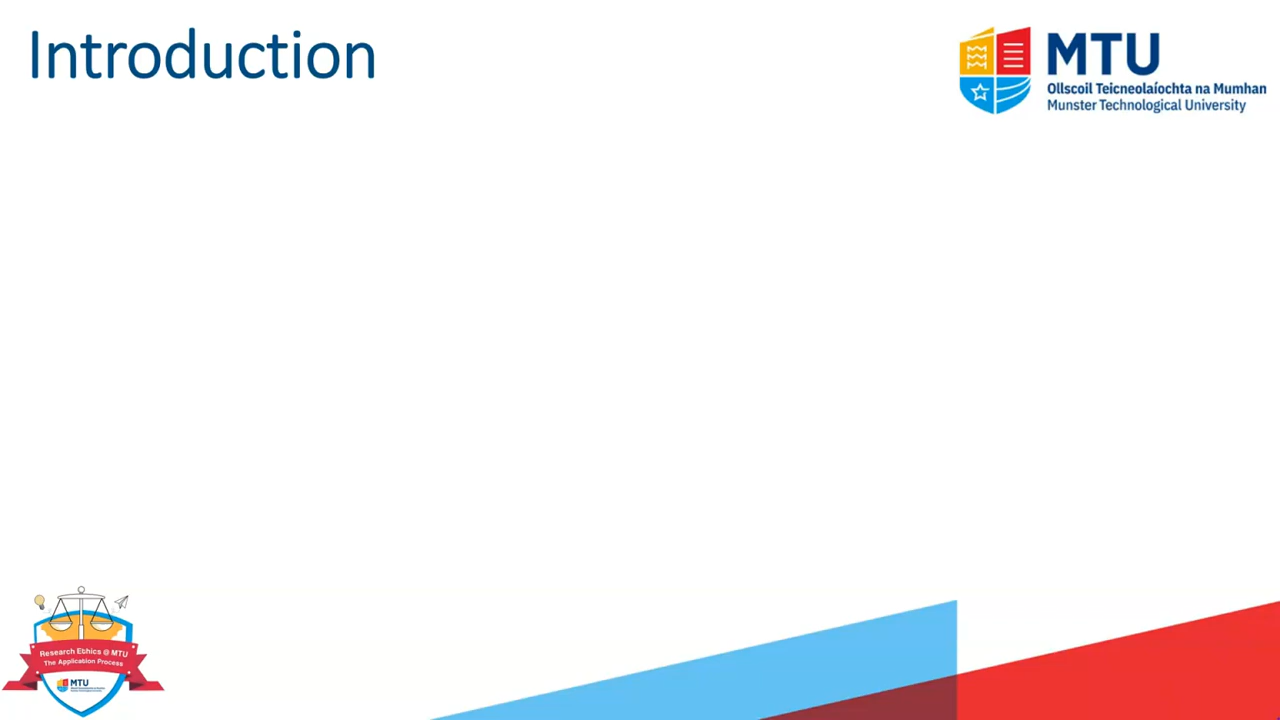 Introduction
MTU
Ollscoil Teicneolaíochta na Mumhan
Munster Technological University
Research Ethics @ MTU
The Application Process
MTU